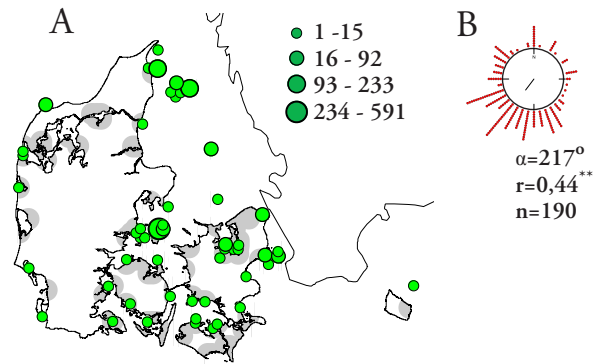 A
1 -15
16 - 92
93 - 233
234 - 591
B
N
α=217°
r=0,44**
n=190